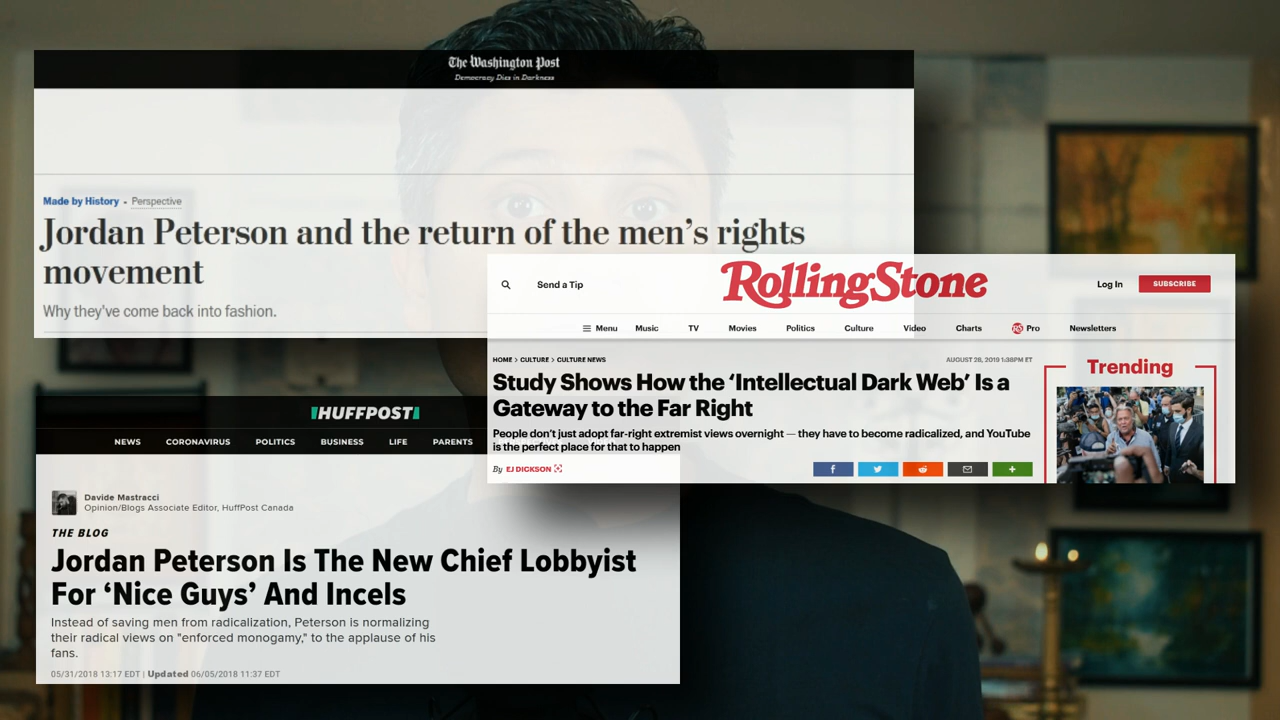 The Washington Post
Democracy Dies in Darkness
Made by History • Perspective
Jordan Peterson and the return of the men's rights
movement
Why they've come back into fashion.
Send a Tip
RollingStone
Log In
SUBSCRIBE
Menu Music TV Movies Politics Culture Video Charts RS Pro Newsletters
HOME > CULTURE > CULTURE NEWS
AUGUST 28, 2019 1:38PM ET
Study Shows How the ‘Intellectual Dark Web’ Is a
Gateway to the Far Right
People don’t just adopt far-right extremist views overnight — they have to become radicalized, and YouTube
is the perfect place for that to happen
By EJ DICKSON
Trending
HUFFPOST
NEWS CORONAVIRUS POLITICS BUSINESS LIFE PARENTS
Davide Mastracci
Opinion/Blogs Associate Editor, HuffPost Canada
THE BLOG
Jordan Peterson Is The New Chief Lobbyist
For ‘Nice Guys’ And Incels
Instead of saving men from radicalization, Peterson is normalizing
their radical views on "enforced monogamy," to the applause of his
fans.
05/31/2018 13:17 EDT | Updated 06/05/2018 11:37 EDT